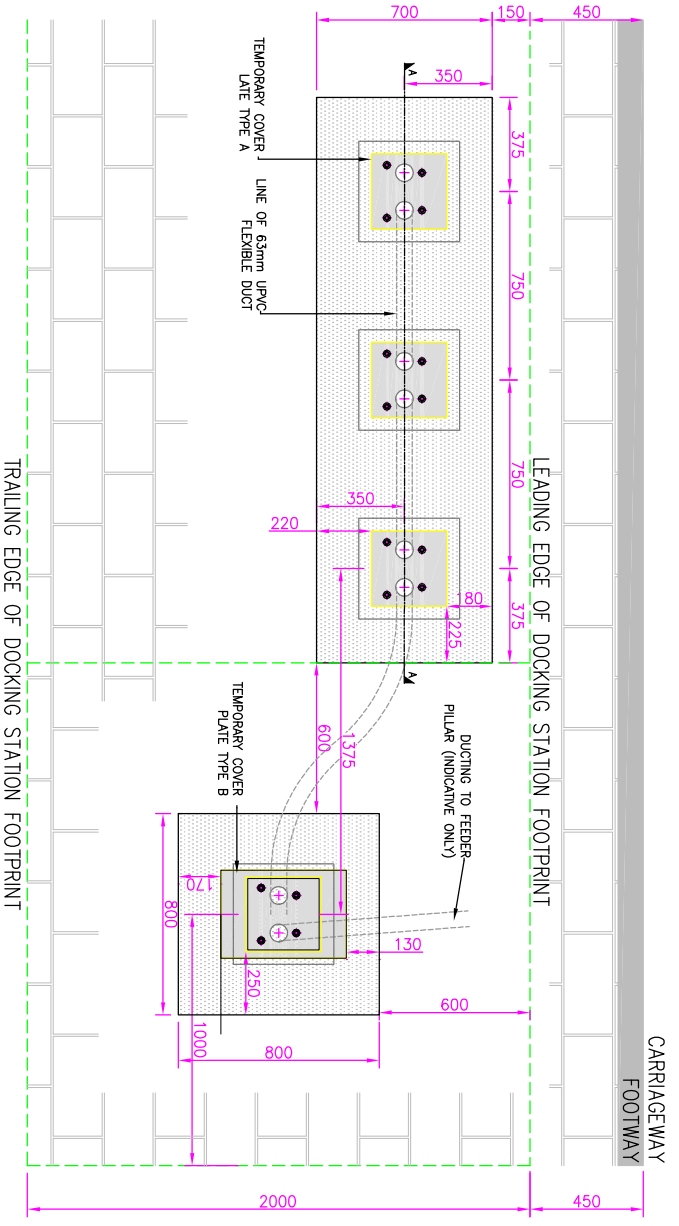 700
150
450
A
350
TEMPORARY COVER
LATE TYPE A
375
LINE OF 63mm UPVC
FLEXIBLE DUCT
750
750
350
220
LEADING EDGE OF DOCKING STATION FOOTPRINT
TRAILING EDGE OF DOCKING STATION FOOTPRINT
180
375
225
A
600
1375
TEMPORARY COVER
PLATE TYPE B
DUCTING TO FEEDER
PILLAR (INDICATIVE ONLY)
170
800
130
250
600
1000
800
CARRIAGEWAY
FOOTWAY
2000
450